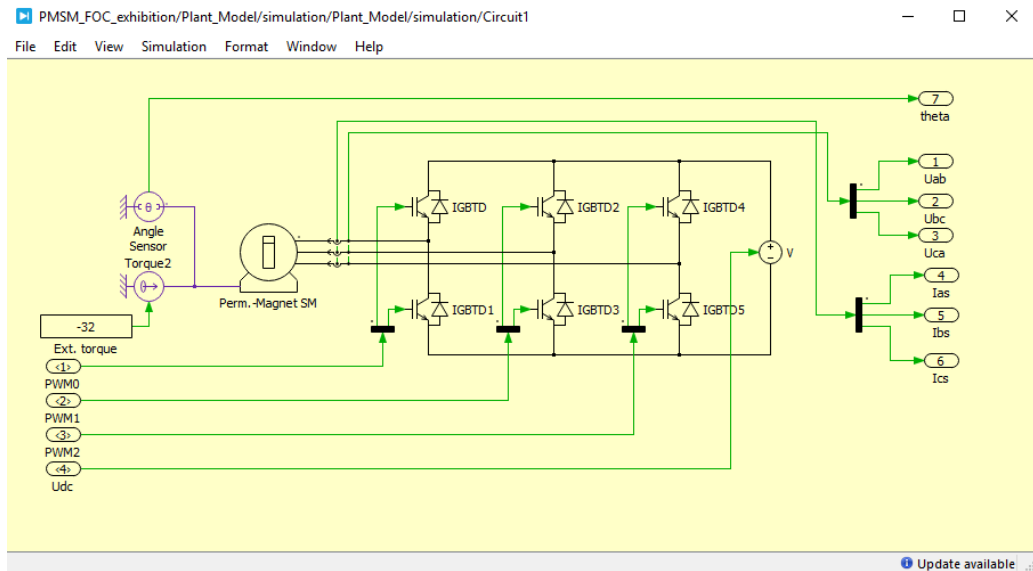 PMSM_FOC_exhibition/Plant_Model/simulation/Plant_Model/simulation/Circuit1
File Edit View Simulation Format Window Help
7
theta
1
Uab
2
Ubc
3
Uca
4
Ias
5
Ibs
6
Ics
θ
Angle
Sensor
Torque2
Perm.-Magnet SM
IGBTD
IGBTD2
IGBTD4
V
IGBTD1
IGBTD3
IGBTD5
-32
Ext. torque
<1>
PWM0
<2>
PWM1
<3>
PWM2
<4>
Udc
Update available